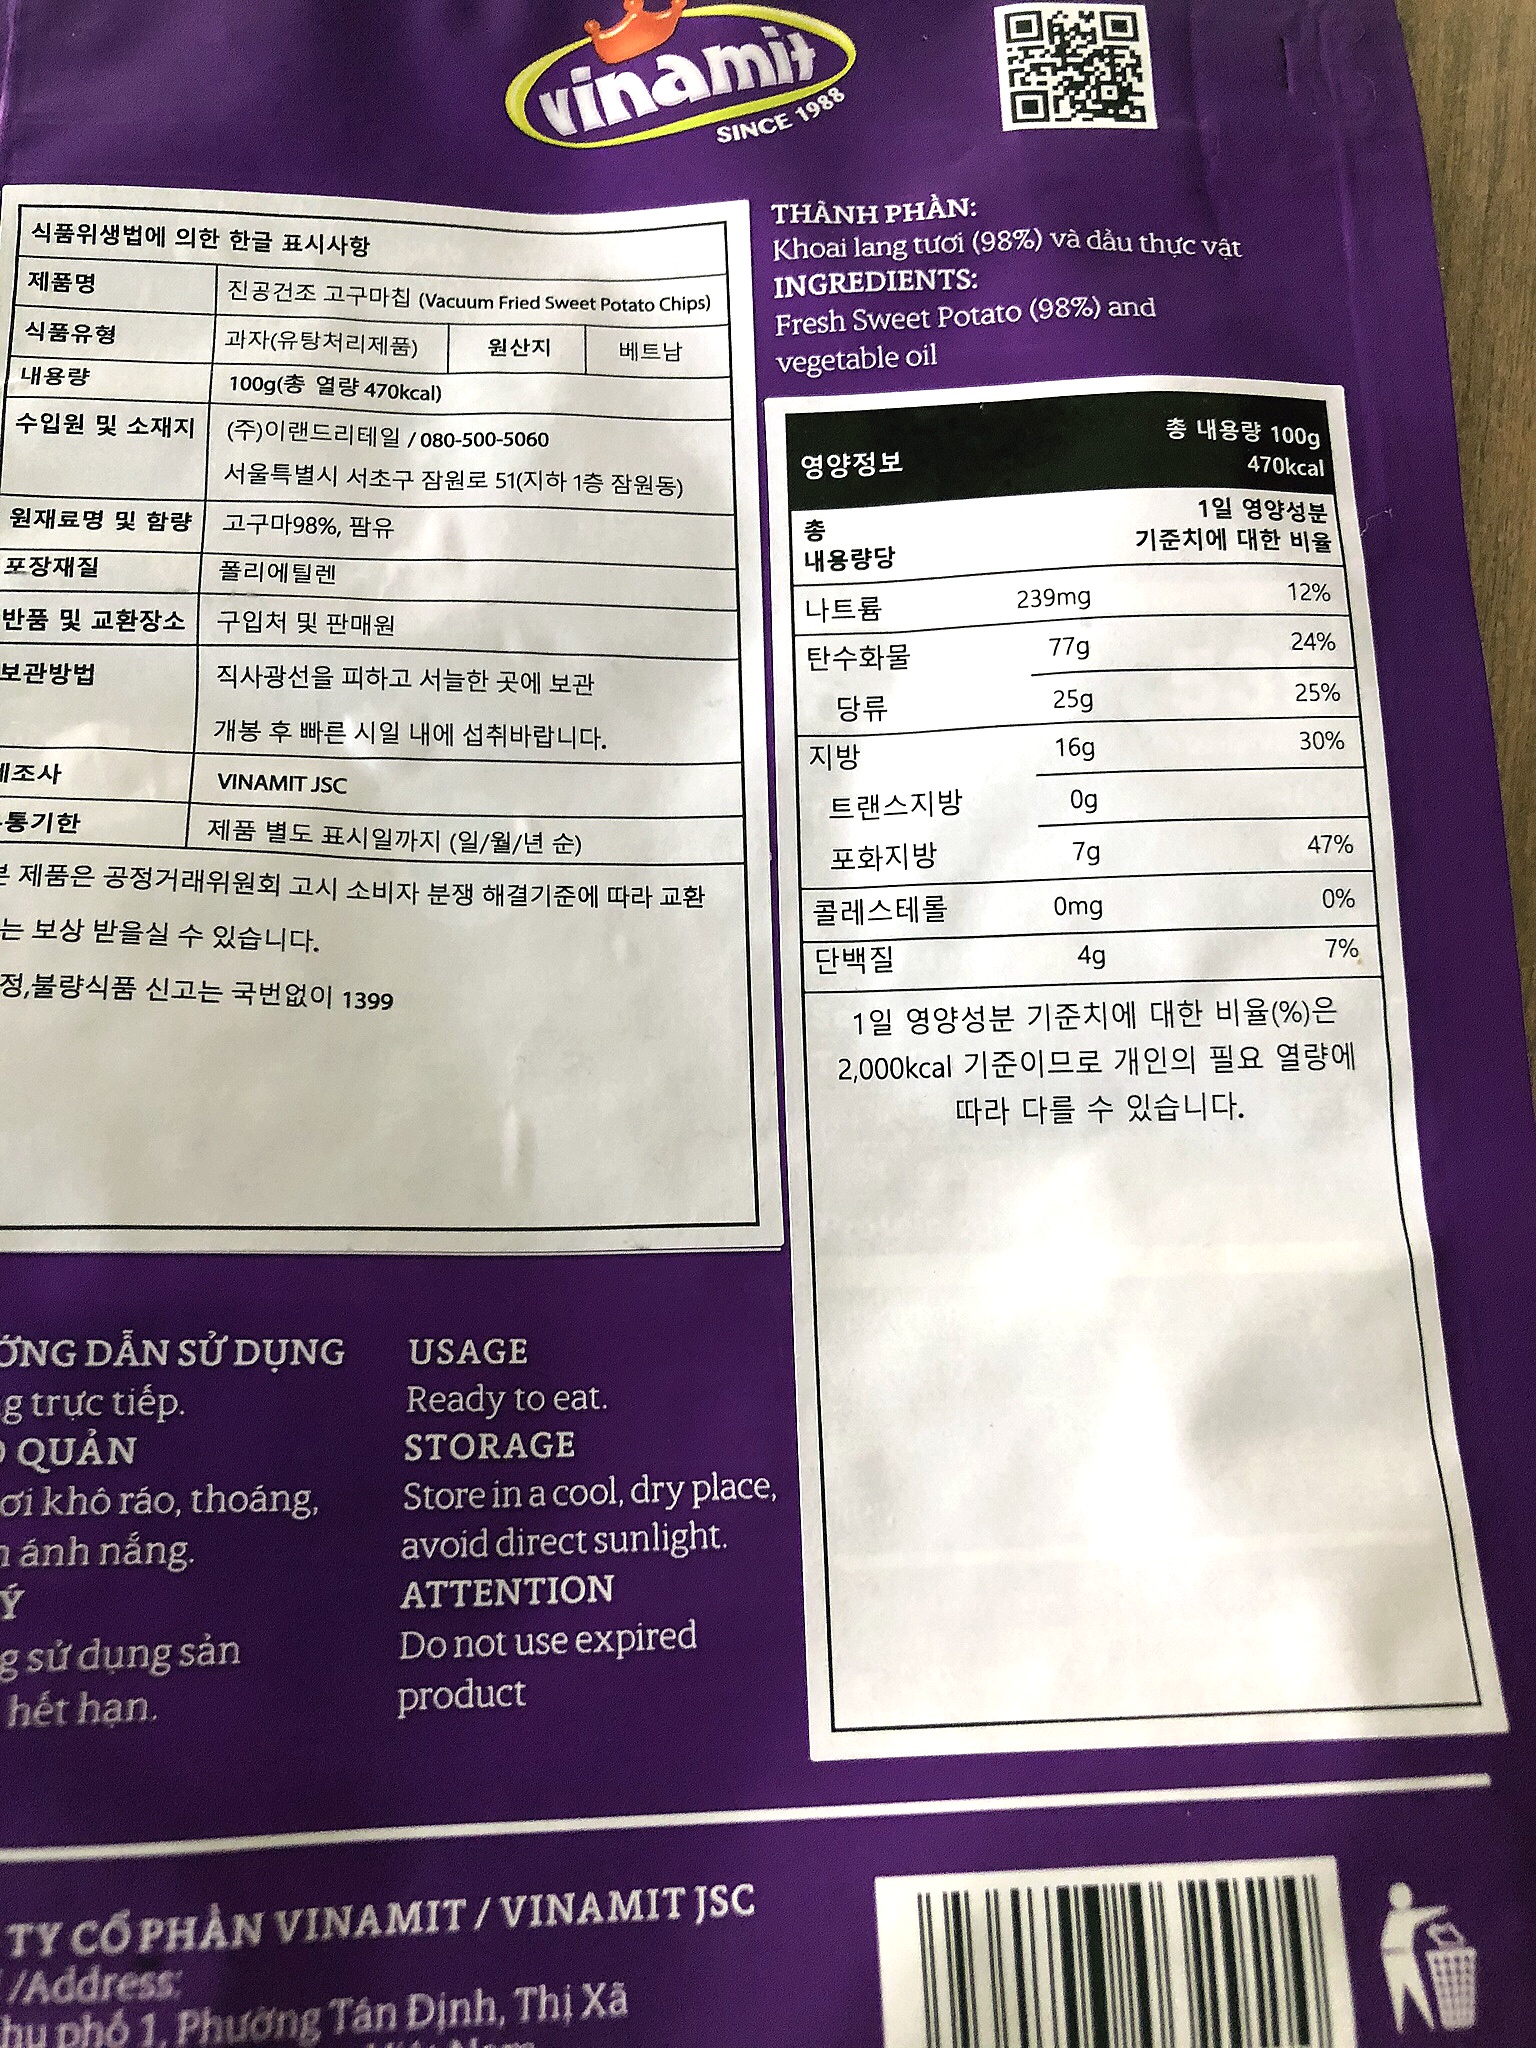 vinamit
SINCE 1988
식품위생법에 의한 한글 표시사항
제품명 진공건조 고구마칩 (Vacuum Fried Sweet Potato Chips)
식품유형 과자(유탕처리제품) 원산지 베트남
내용량 100g(총 열량 470kcal)
수입원 및 소재지 (주)이랜드리테일 / 080-500-5060
서울특별시 서초구 잠원로 51(지하 1층 잠원동)
원재료명 및 함량 고구마98%, 팜유
포장재질 폴리에틸렌
반품 및 교환장소 구입처 및 판매원
보관방법 직사광선을 피하고 서늘한 곳에 보관
개봉 후 빠른 시일 내에 섭취바랍니다.
제조사 VINAMIT JSC
통기한 제품 별도 표시일까지 (일/월/년 순)
본 제품은 공정거래위원회 고시 소비자 분쟁 해결기준에 따라 교환
는 보상 받을실 수 있습니다.
정,불량식품 신고는 국번없이 1399
THÀNH PHẦN:
Khoai lang tươi (98%) và dầu thực vật
INGREDIENTS:
Fresh Sweet Potato (98%) and
vegetable oil
영양정보 총 내용량 100g
470kcal
총 내용량당 1일 영양성분
기준치에 대한 비율
나트륨 239mg 12%
탄수화물 77g 24%
당류 25g 25%
지방 16g 30%
트랜스지방 0g
포화지방 7g 47%
콜레스테롤 0mg 0%
단백질 4g 7%
1일 영양성분 기준치에 대한 비율(%)은
2,000kcal 기준이므로 개인의 필요 열량에
따라 다를 수 있습니다.
ỚNG DẪN SỬ DỤNG
g trực tiếp.
QUẢN
ơi khô ráo, thoáng,
ánh nắng.
Ý
g sử dụng sản
hết hạn.
USAGE
Ready to eat.
STORAGE
Store in a cool, dry place,
avoid direct sunlight.
ATTENTION
Do not use expired
product
TY CỔ PHẦN VINAMIT / VINAMIT JSC
/Address:
hu phố 1, Phường Tân Định, Thị Xã